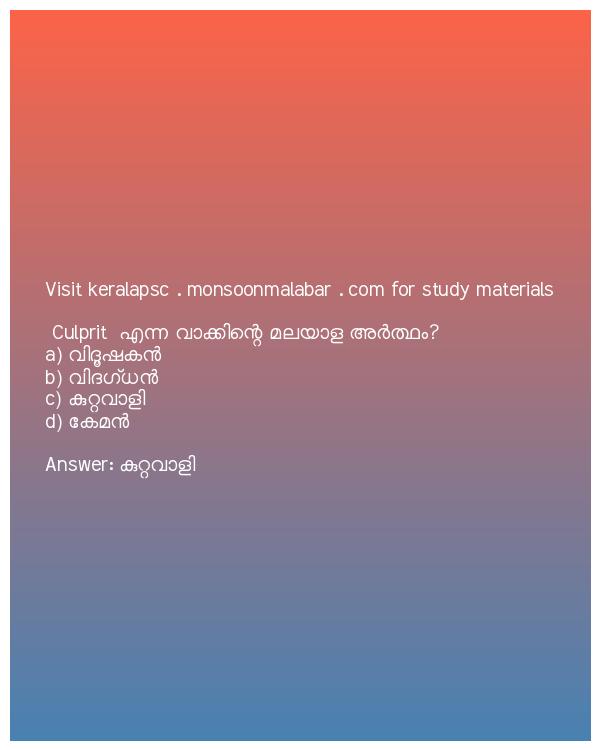 Visit keralapsc . monsoonmalabar . com for study materials
Culprit എന്ന വാക്കിന്റെ മലയാള അർത്ഥം?
a) വിദൂഷകൻ
b) വിദഗ്ധൻ
c) കുറ്റവാളി
d) കേമൻ
Answer: കുറ്റവാളി